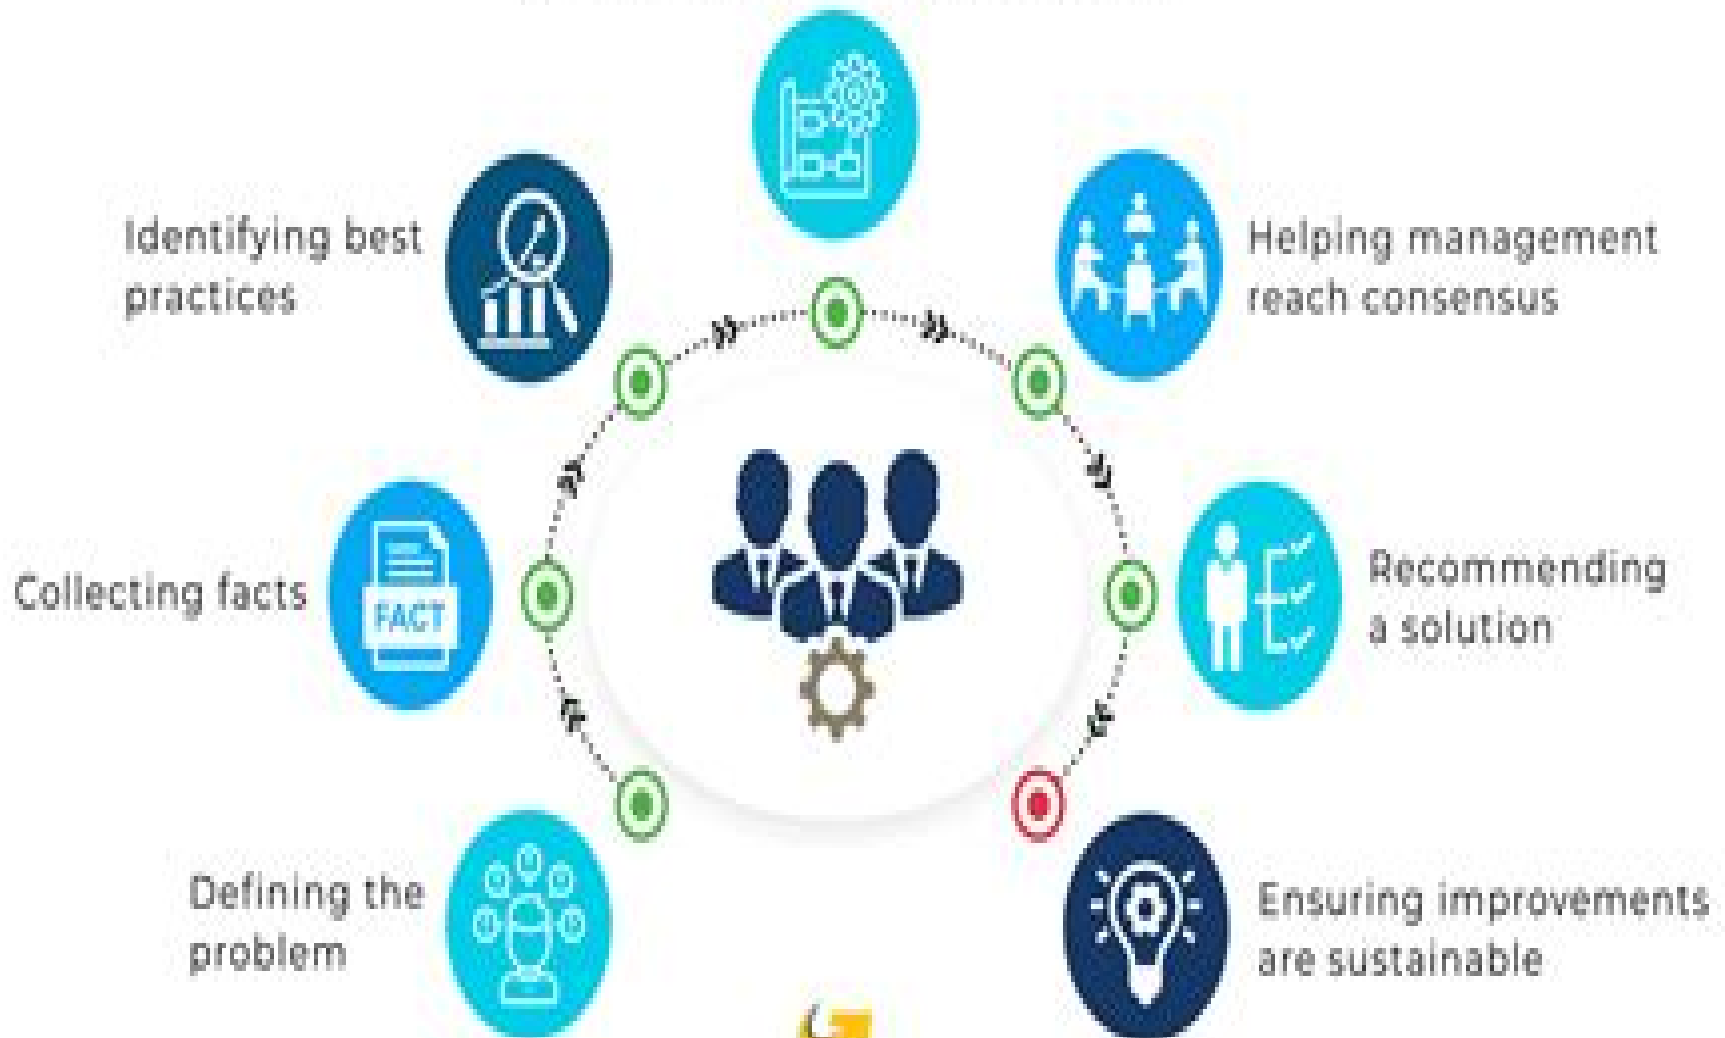 Identifying best
practices
Helping management
reach consensus
Collecting facts
FACT
Recommending
a solution
Defining the
problem
Ensuring improvements
are sustainable